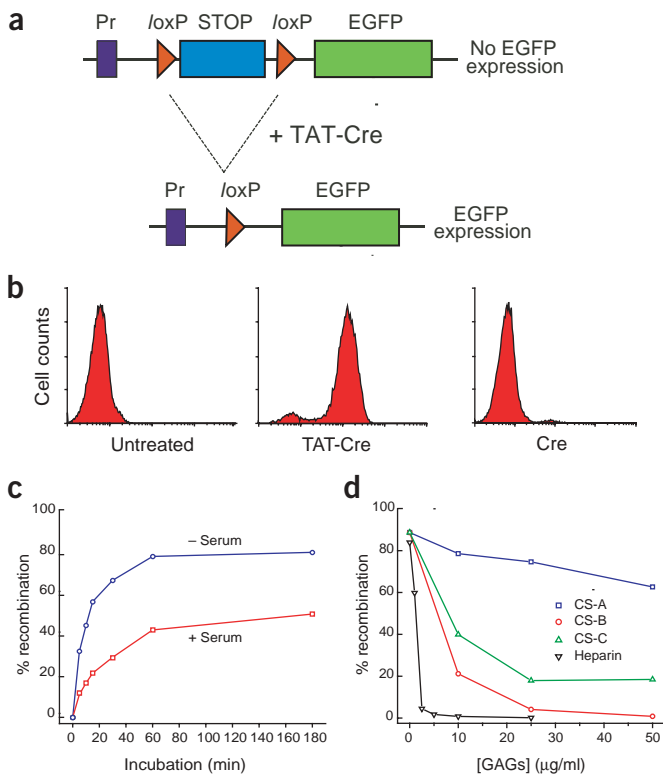 a
Pr loxP STOP loxP EGFP
No EGFP
expression
+ TAT-Cre
Pr loxP EGFP
EGFP
expression
b
Cell counts
Untreated TAT-Cre Cre
c
% recombination
100
80
60
40
20
0
– Serum
+ Serum
0 20 40 60 80 100 120 140 160 180
Incubation (min)
d
% recombination
100
80
60
40
20
0
CS-A
CS-B
CS-C
Heparin
0 10 20 30 40 50
[GAGs] (μg/ml)